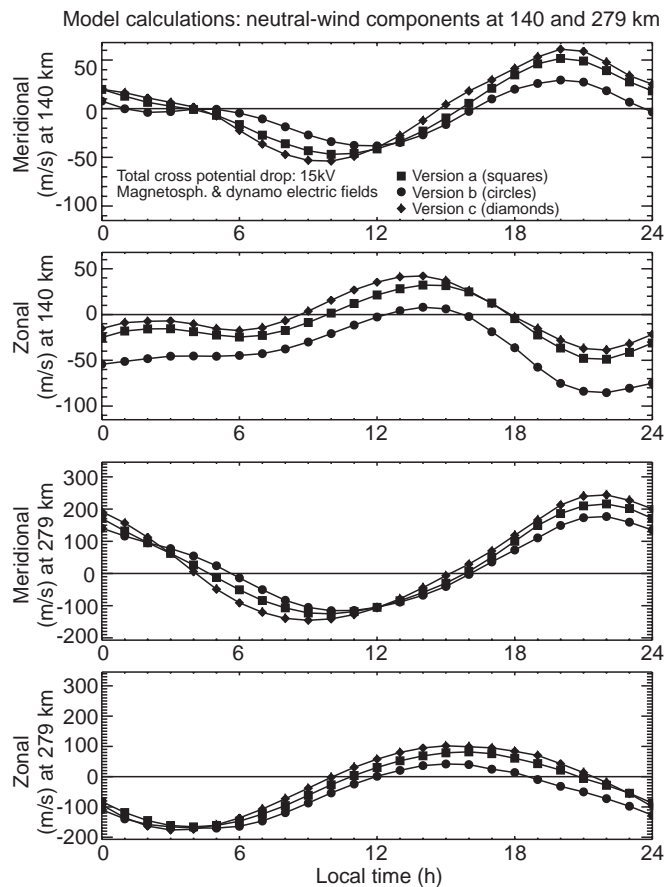 Model calculations: neutral-wind components at 140 and 279 km
Meridional
(m/s) at 140 km
50
0
-50
-100
Total cross potential drop: 15kV
Magnetosph. & dynamo electric fields
Version a (squares)
Version b (circles)
Version c (diamonds)
0 6 12 18 24
Zonal
(m/s) at 140 km
50
0
-50
-100
0 6 12 18 24
Meridional
(m/s) at 279 km
300
200
100
0
-100
-200
0 6 12 18 24
Zonal
(m/s) at 279 km
300
200
100
0
-100
-200
0 6 12 18 24
Local time (h)